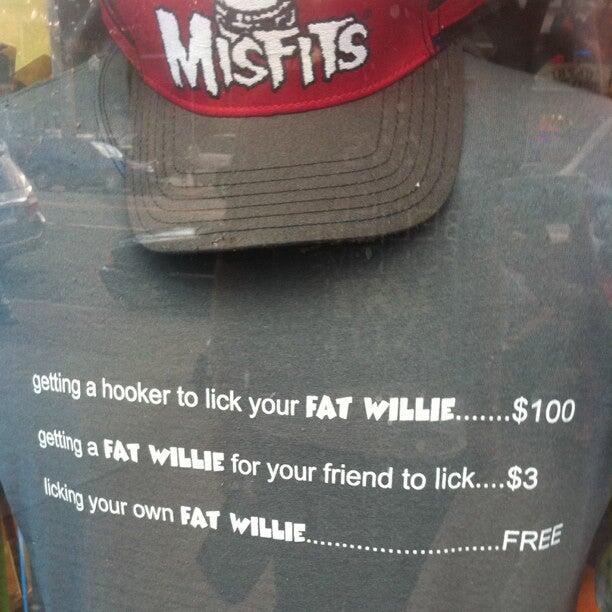 MISFITS
getting a hooker to lick your FAT WILLIE.......$100
getting a FAT WILLIE for your friend to lick....$3
licking your own FAT WILLIE..........................FREE